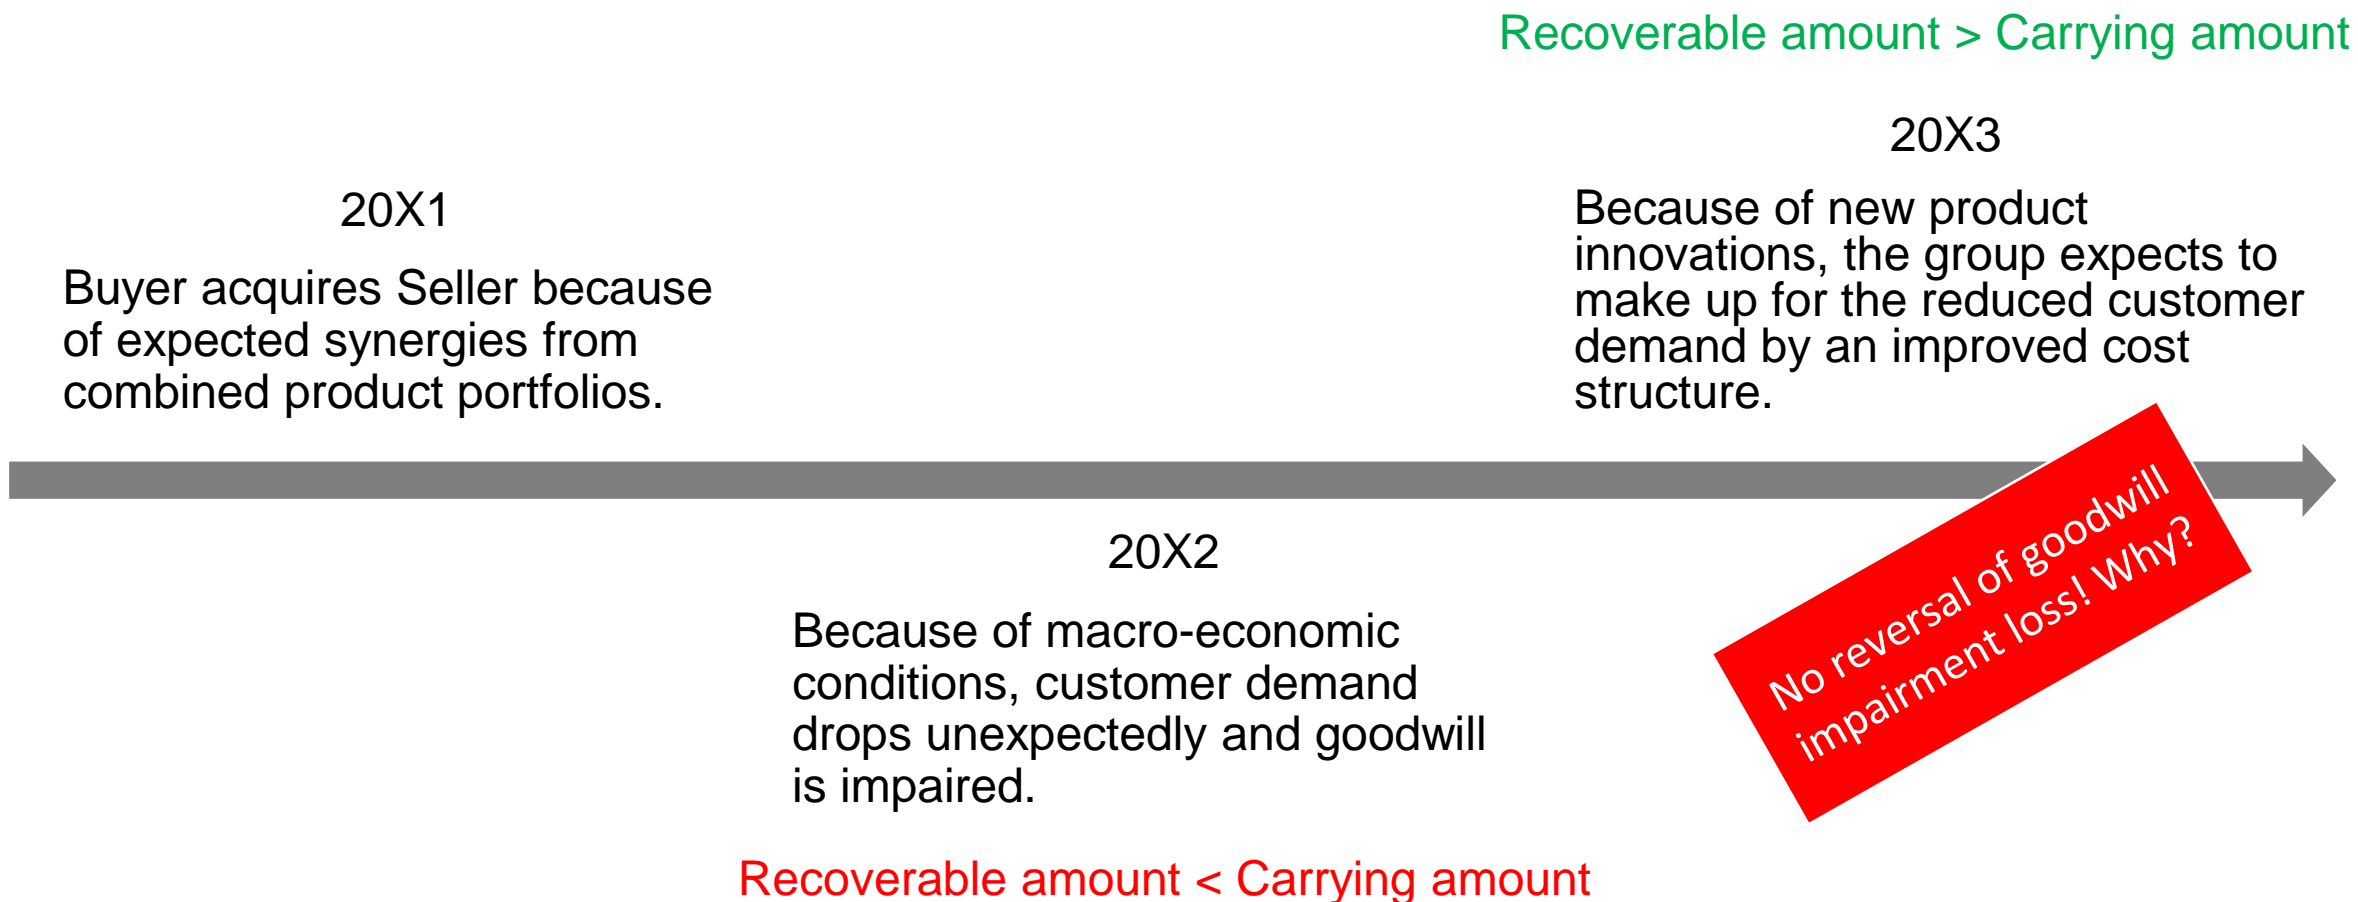 20X1
Buyer acquires Seller because
of expected synergies from
combined product portfolios.
20X2
Because of macro-economic
conditions, customer demand
drops unexpectedly and goodwill
is impaired.
Recoverable amount < Carrying amount
Recoverable amount > Carrying amount
20X3
Because of new product
innovations, the group expects to
make up for the reduced customer
demand by an improved cost
structure.
No reversal of goodwill
impairment loss! Why?